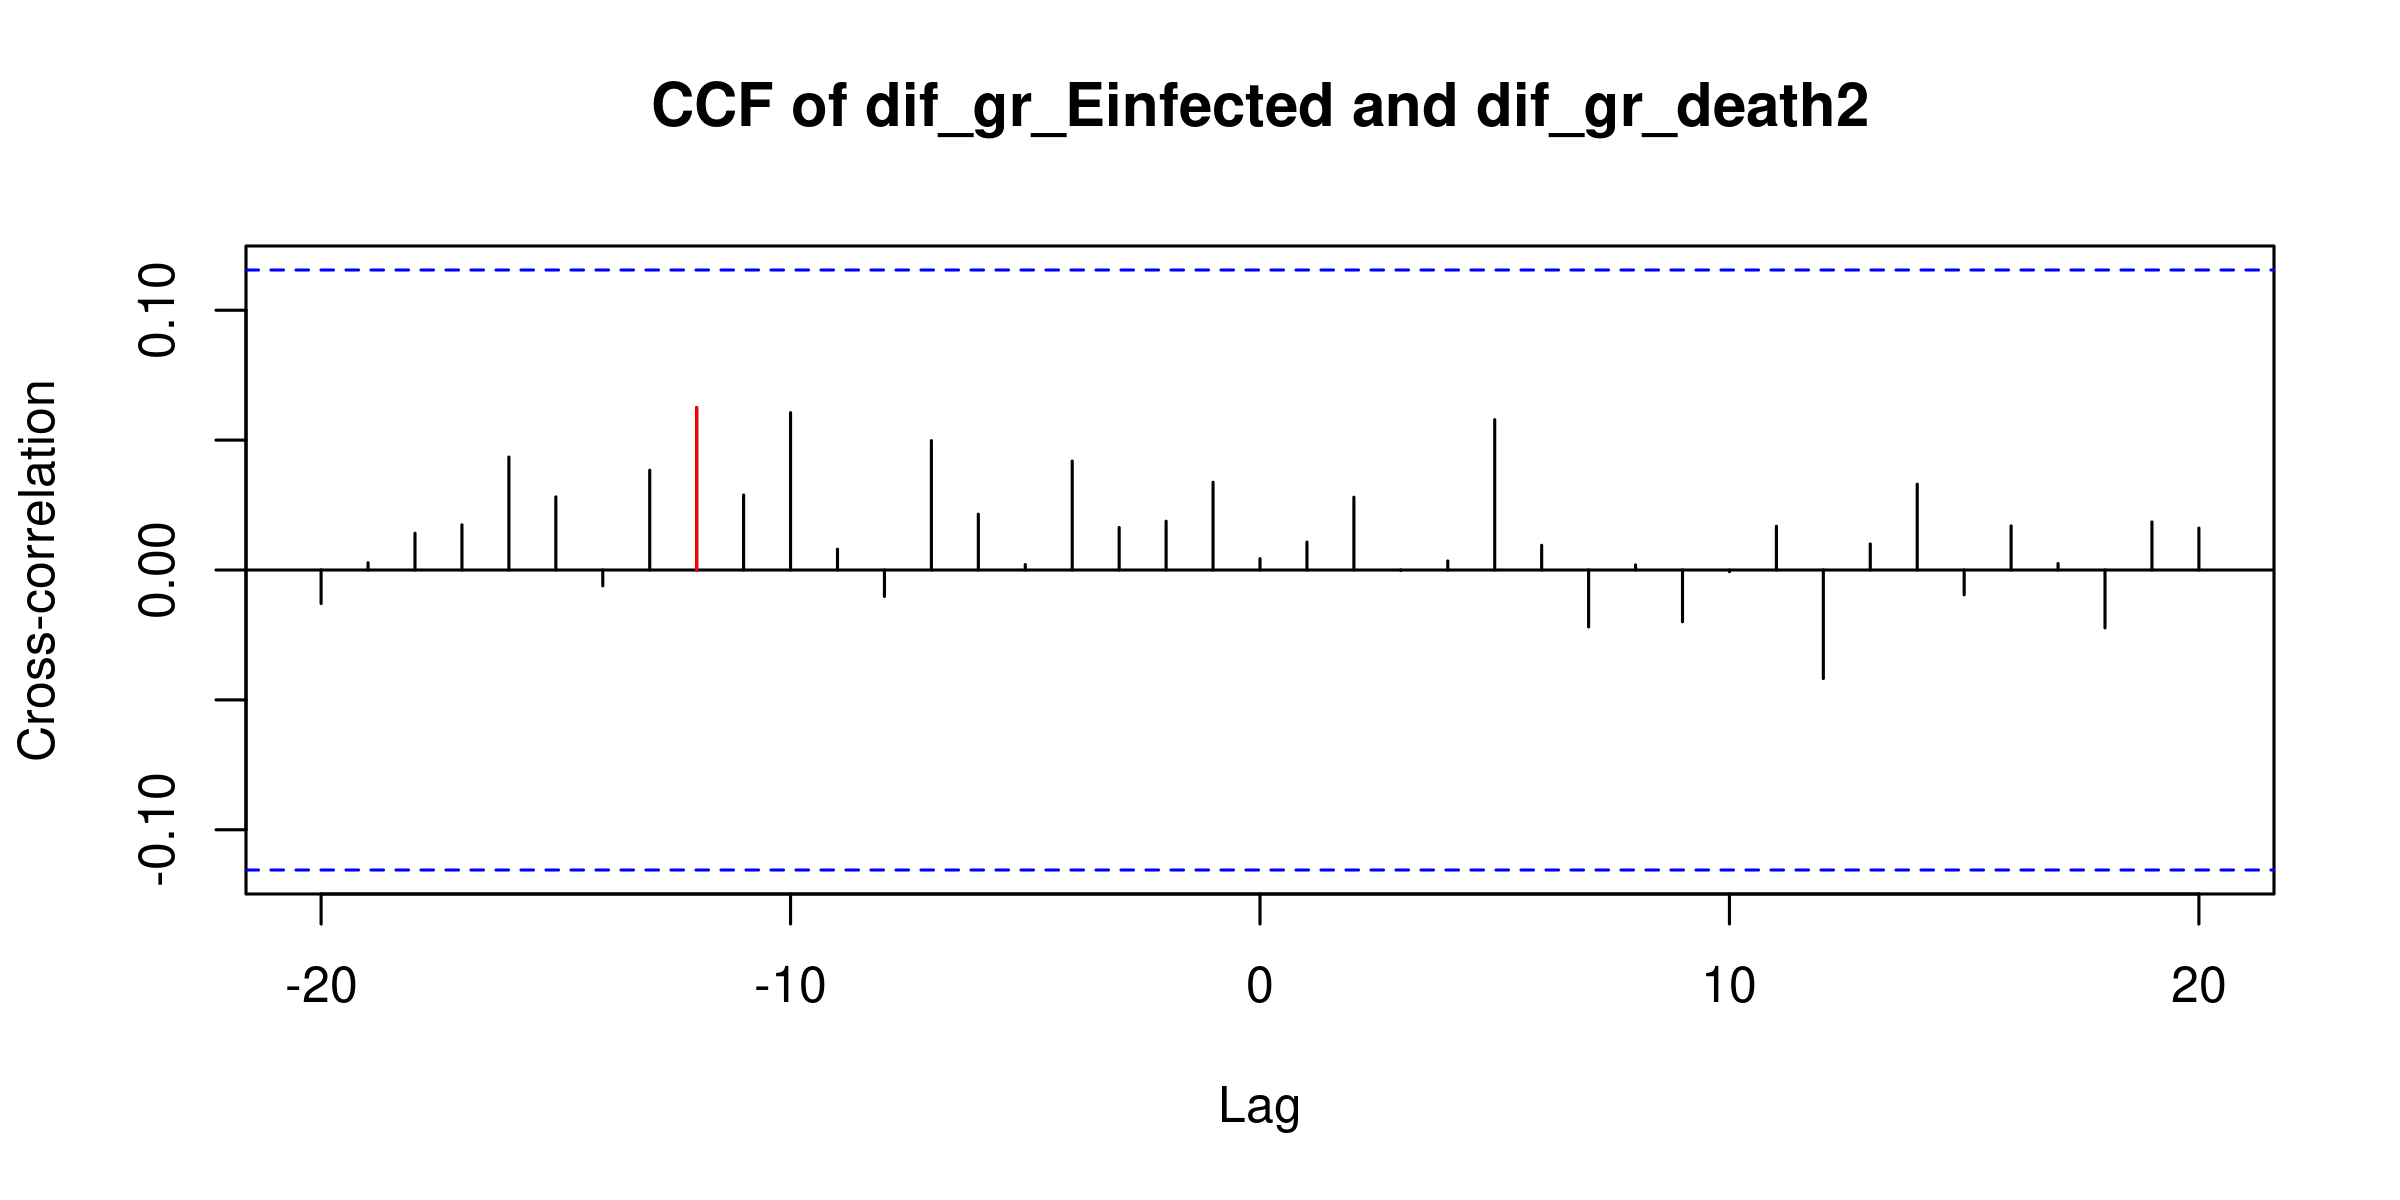 CCF of dif_gr_Einfected and dif_gr_death2
Cross-correlation
0.10
0.00
-0.10
-20
-10
0
10
20
Lag